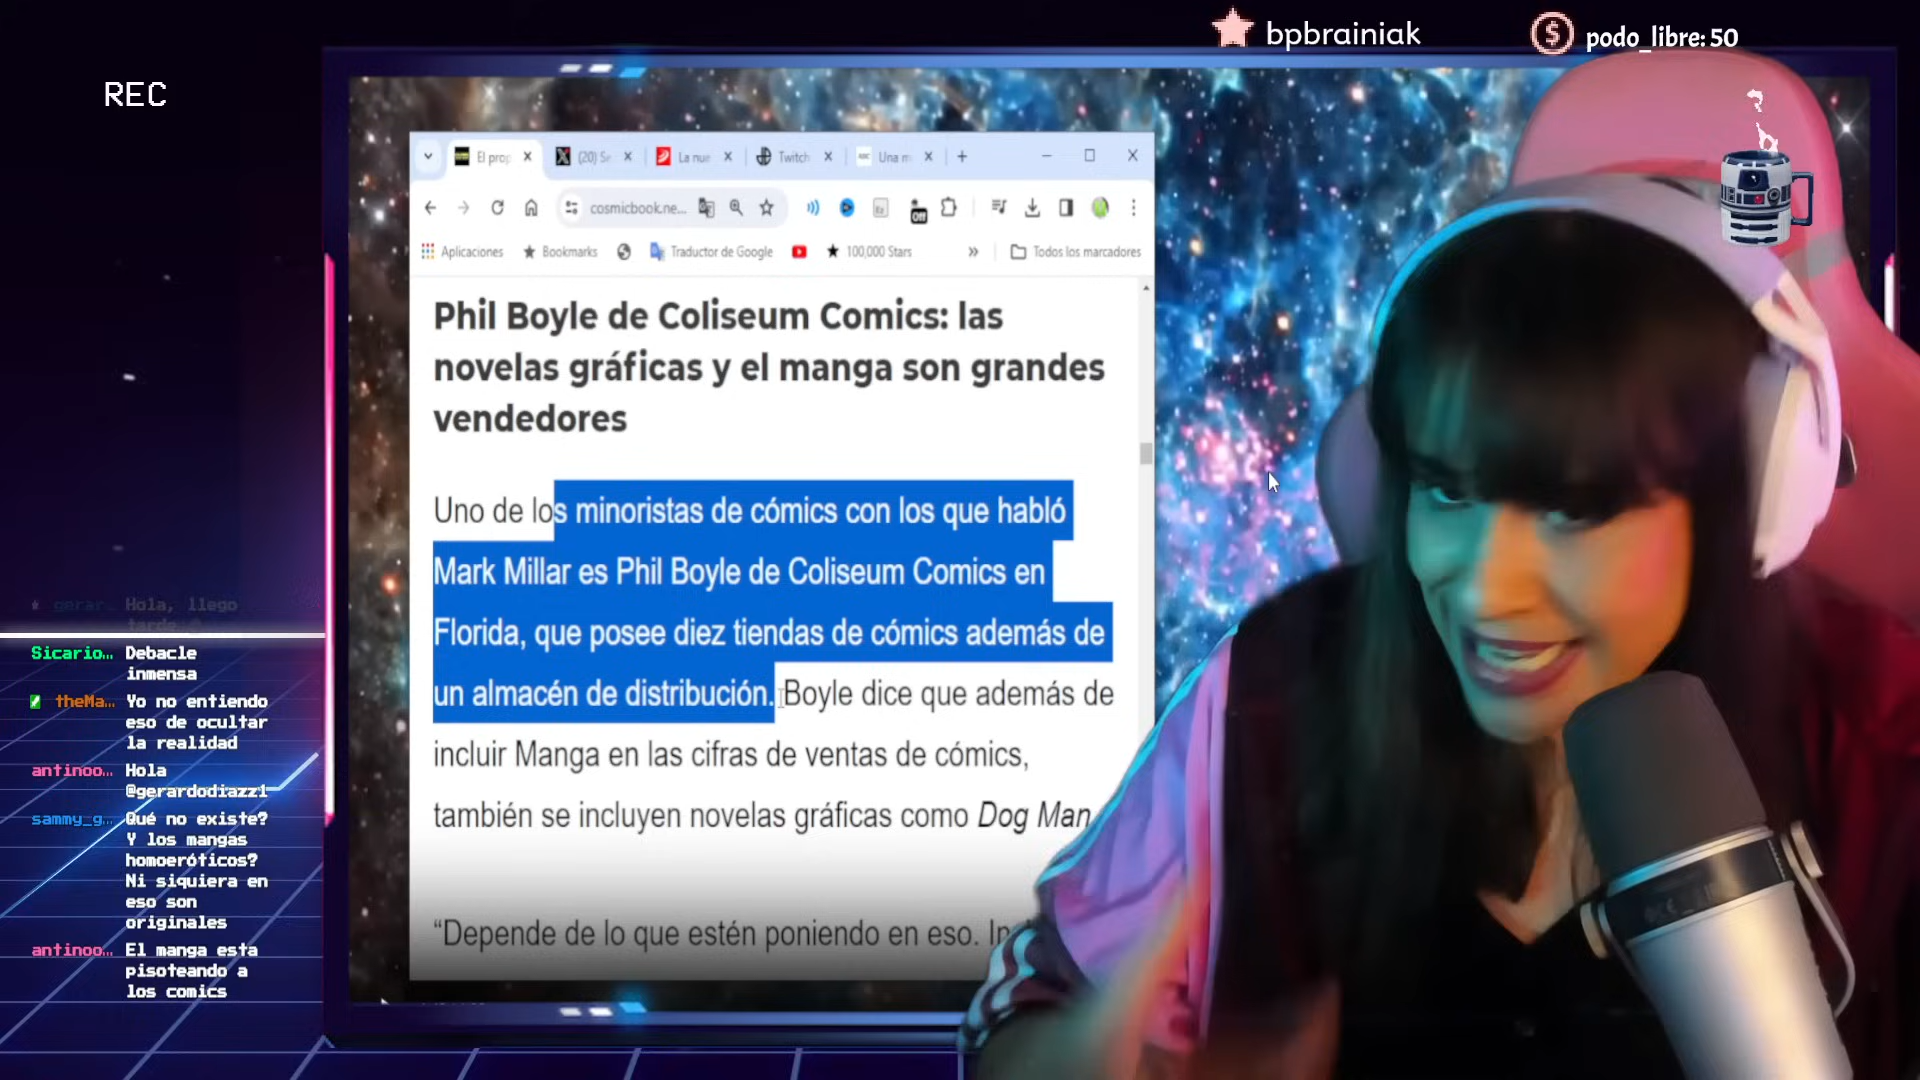 bpbrainiak
podo_libre: 50
REC
El prop
(20) Se
La nue
Twitch
Una m
cosmicbook.ne...
Off
Aplicaciones
Bookmarks
Traductor de Google
100,000 Stars
»
Todos los marcadores
Phil Boyle de Coliseum Comics: las
novelas gráficas y el manga son grandes
vendedores
Uno de los minoristas de cómics con los que habló
Mark Millar es Phil Boyle de Coliseum Comics en
Florida, que posee diez tiendas de cómics además de
un almacén de distribución. Boyle dice que además de
incluir Manga en las cifras de ventas de cómics,
también se incluyen novelas gráficas como Dog Man
“Depende de lo que estén poniendo en eso.
gerar... Hola, llego
tarde
Sicario... Debacle
inmensa
theMa... Yo no entiendo
eso de ocultar
la realidad
antinoo... Hola
@gerardodiazz1
sammy_g... Qué no existe?
Y los mangas
homoeróticos?
Ni siquiera en
eso son
originales
antinoo... El manga esta
pisoteando a
los comics